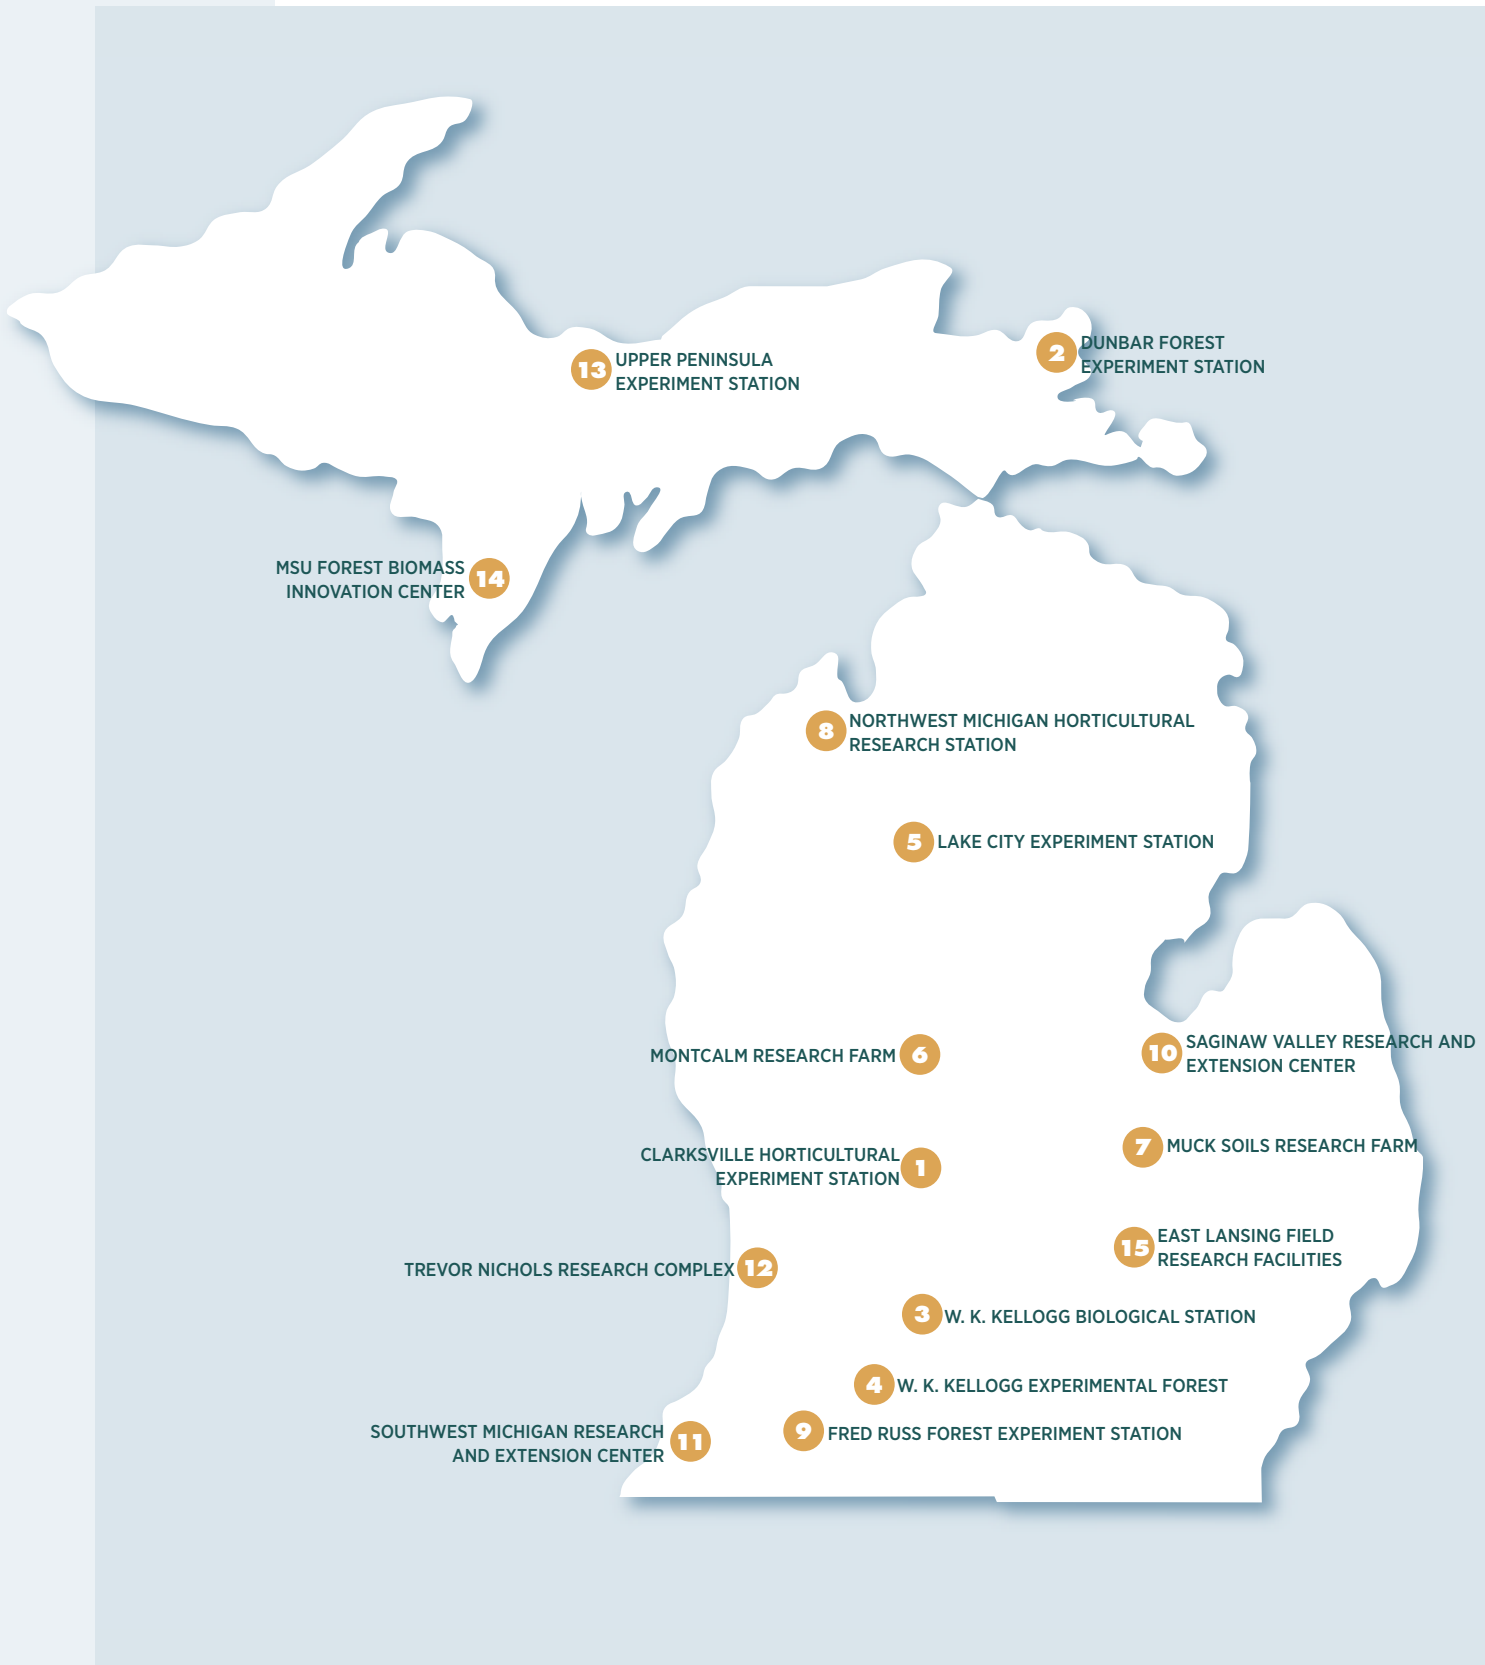 2
DUNBAR FOREST
EXPERIMENT STATION
13
UPPER PENINSULA
EXPERIMENT STATION
MSU FOREST BIOMASS
INNOVATION CENTER
14
8
NORTHWEST MICHIGAN HORTICULTURAL
RESEARCH STATION
5
LAKE CITY EXPERIMENT STATION
MONTCALM RESEARCH FARM
6
10
SAGINAW VALLEY RESEARCH AND
EXTENSION CENTER
7
MUCK SOILS RESEARCH FARM
CLARKSVILLE HORTICULTURAL
EXPERIMENT STATION
1
15
EAST LANSING FIELD
RESEARCH FACILITIES
TREVOR NICHOLS RESEARCH COMPLEX
12
3
W. K. KELLOGG BIOLOGICAL STATION
4
W. K. KELLOGG EXPERIMENTAL FOREST
9
FRED RUSS FOREST EXPERIMENT STATION
SOUTHWEST MICHIGAN RESEARCH
AND EXTENSION CENTER
11